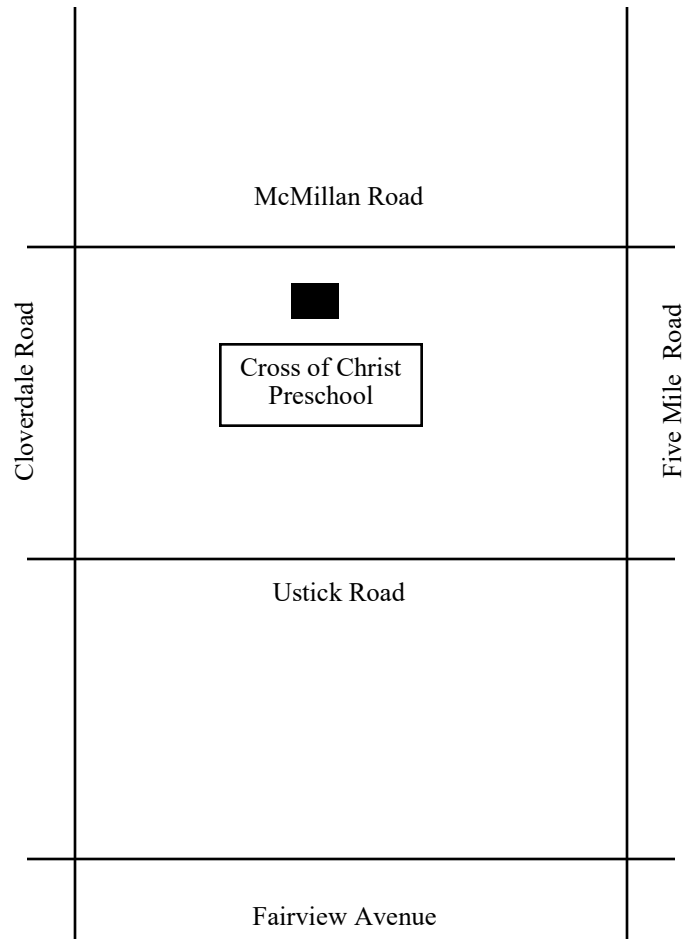 McMillan Road
Cloverdale Road
Cross of Christ
Preschool
Five Mile Road
Ustick Road
Fairview Avenue